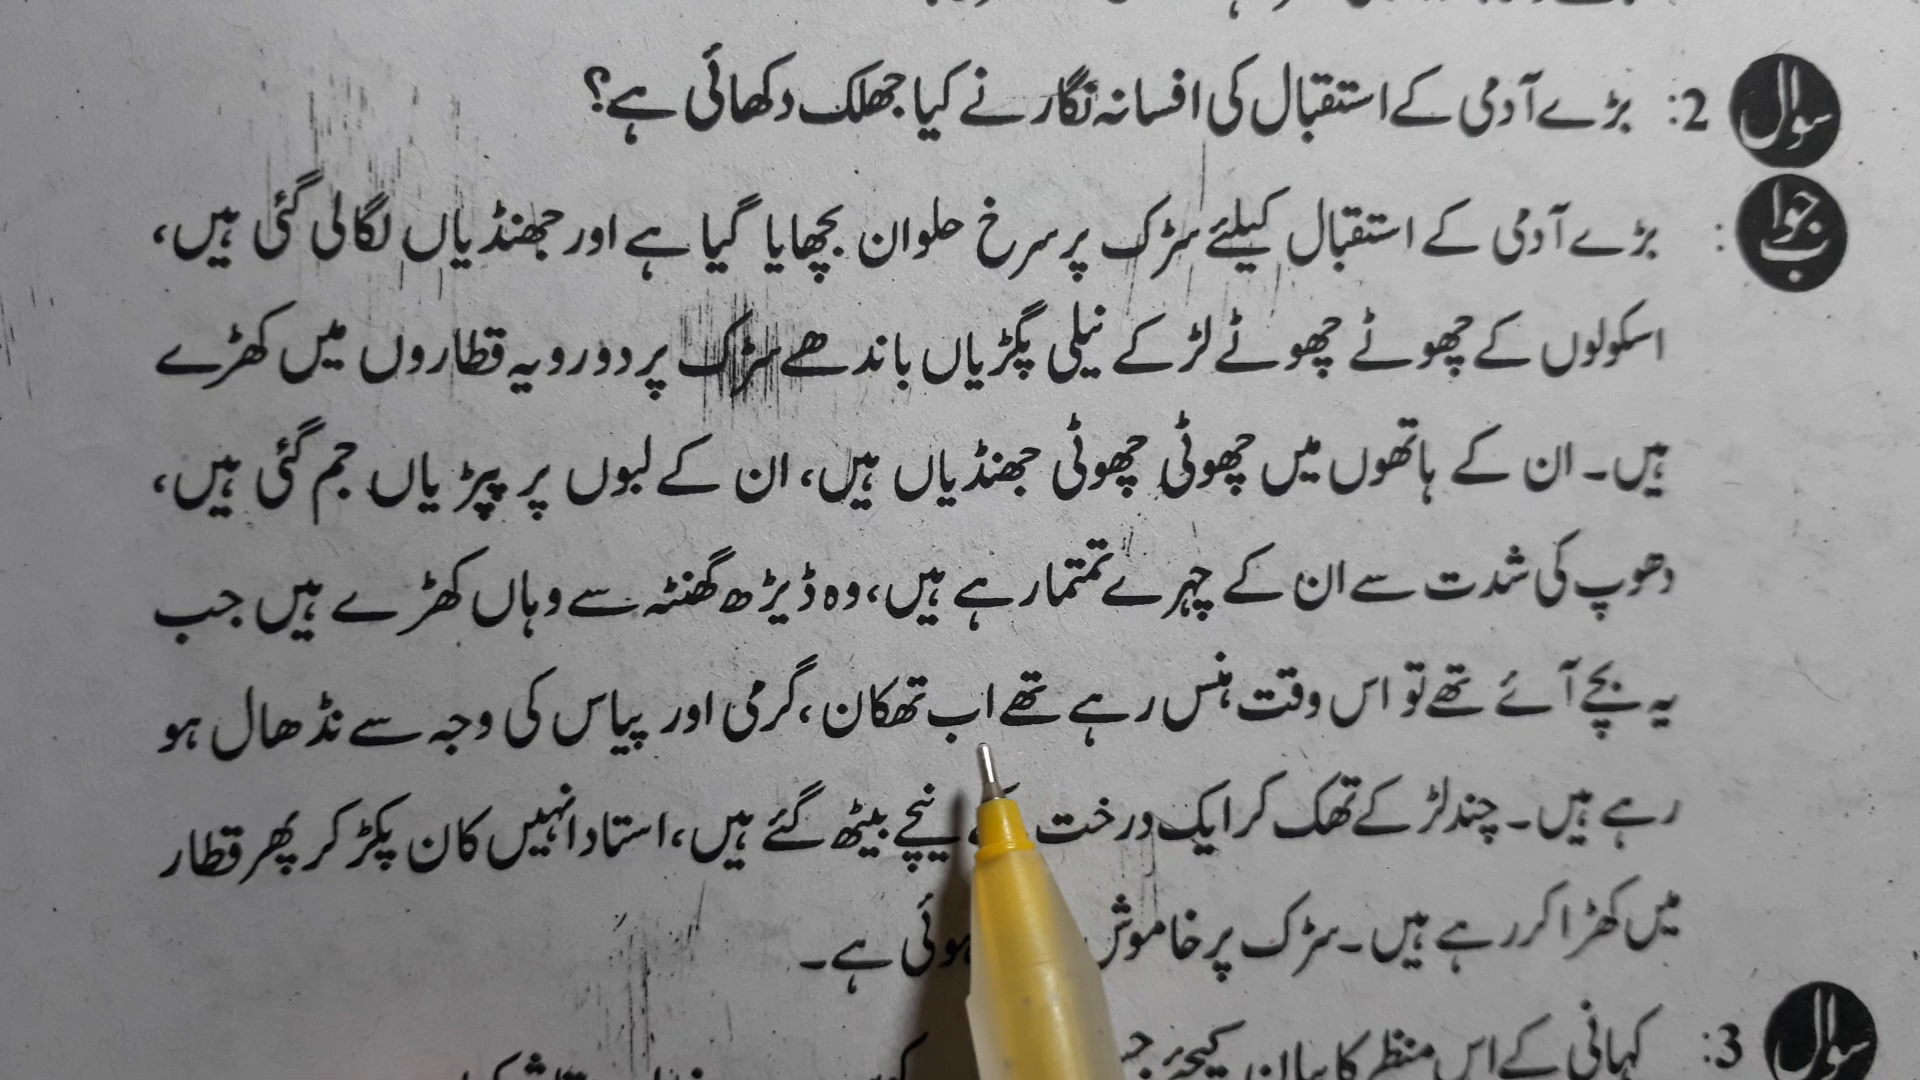 سوال 2: بڑے آدمی کے استقبال کی افسانہ نگار نے کیا جھلک دکھائی ہے؟
جواب : بڑے آدمی کے استقبال کیلئے سڑک پر سرخ حلوان بچھایا گیا ہے اور جھنڈیاں لگالی گئی ہیں،
اسکولوں کے چھوٹے چھوٹے لڑکے نیلی پگڑیاں باندھے سڑک پر دورویہ قطاروں میں کھڑے
ہیں۔ ان کے ہاتھوں میں چھوٹی چھوٹی جھنڈیاں ہیں، ان کے لبوں پر پپڑیاں جم گئی ہیں،
دھوپ کی شدت سے ان کے چہرے تمتمارہے ہیں، وہ ڈیڑھ گھنٹہ سے وہاں کھڑے ہیں جب
یہ بچے آئے تھے تو اس وقت ہنس رہے تھے اب تھکان، گرمی اور پیاس کی وجہ سے نڈھال ہو
رہے ہیں۔ چند لڑکے تھک کر ایک درخت نیچے بیٹھ گئے ہیں، استاد انہیں کان پکڑ کر پھر قطار
میں کھڑا کررہے ہیں۔ سڑک پر خاموش ہوئی ہے۔
سوال 3: کہانی کے اس منظر کا بیان کیجئے